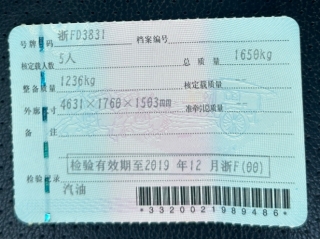 号牌号码 浙FD3831 档案编号
核定载人数 5人 总质量 1650kg
整备质量 1236kg 核定载质量
外廓尺寸 4631×1760×1503mm 准牵引总质量
备注
检验有效期至2019 年12 月浙F(00)
检验记录
汽油
*3320021989486*